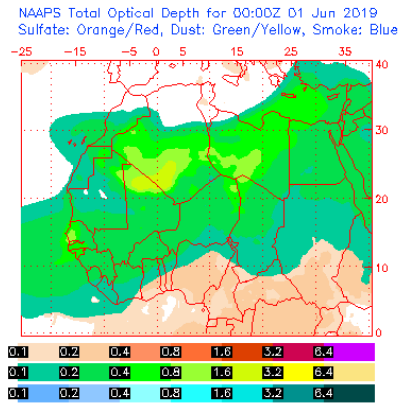 NAAPS Total Optical Depth for 00:00Z 01 Jun 2019
Sulfate: Orange/Red, Dust: Green/Yellow, Smoke: Blue
-25 -15 -5 0 5 15 25 35
40
30
20
10
0
0.1 0.2 0.4 0.8 1.6 3.2 6.4
0.1 0.2 0.4 0.8 1.6 3.2 6.4
0.1 0.2 0.4 0.8 1.6 3.2 6.4